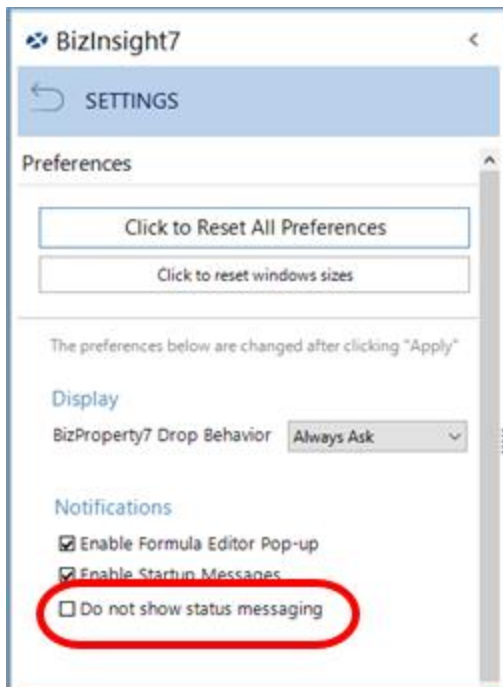 BizInsight7
SETTINGS
Preferences
Click to Reset All Preferences
Click to reset windows sizes
The preferences below are changed after clicking "Apply"
Display
BizProperty7 Drop Behavior Always Ask
Notifications
Enable Formula Editor Pop-up
Enable Startup Messages
Do not show status messaging